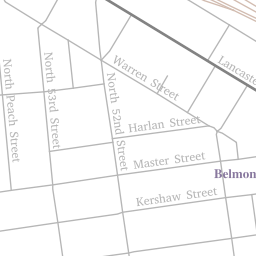 Warren Street
Lancaste
North 53rd Street
North 52nd Street
North Peach Street
Harlan Street
Master Street
Belmon
Kershaw Street